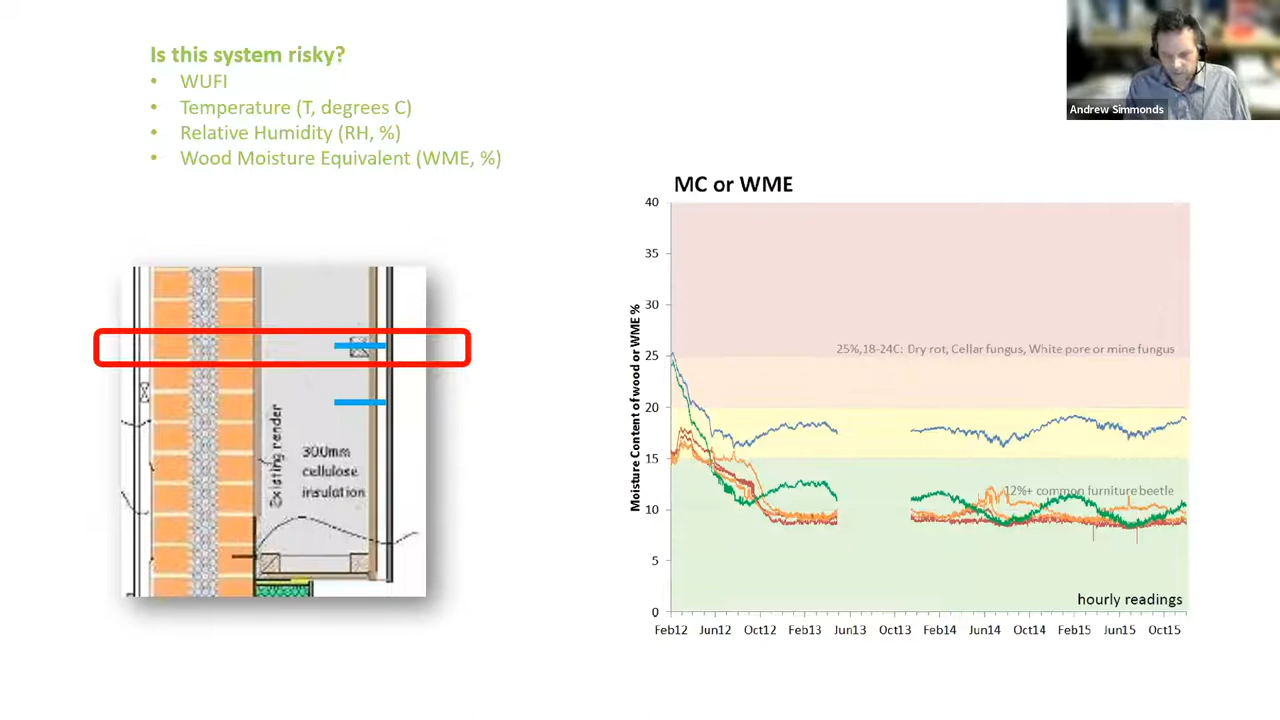 Is this system risky?
• WUFI
• Temperature (T, degrees C)
• Relative Humidity (RH, %)
• Wood Moisture Equivalent (WME, %)
Andrew Simmonds
Existing render
300mm
cellulose
insulation
MC or WME
Moisture Content of wood or WME %
40
35
30
25
20
15
10
5
0
25%,18-24C: Dry rot, Cellar fungus, White pore or mine fungus
12%+ common furniture beetle
hourly readings
Feb12 Jun12 Oct12 Feb13 Jun13 Oct13 Feb14 Jun14 Oct14 Feb15 Jun15 Oct15